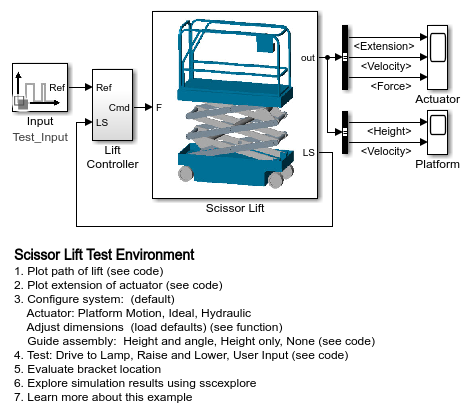 out
<Extension>
<Velocity>
<Force>
Actuator
Ref
Ref
Cmd
F
LS
Input
Test_Input
Lift
Controller
LS
<Height>
<Velocity>
Platform
Scissor Lift
Scissor Lift Test Environment
1. Plot path of lift (see code)
2. Plot extension of actuator (see code)
3. Configure system:  (default)
Actuator: Platform Motion, Ideal, Hydraulic
Adjust dimensions  (load defaults) (see function)
Guide assembly:  Height and angle, Height only, None (see code)
4. Test: Drive to Lamp, Raise and Lower, User Input (see code)
5. Evaluate bracket location
6. Explore simulation results using sscexplore
7. Learn more about this example